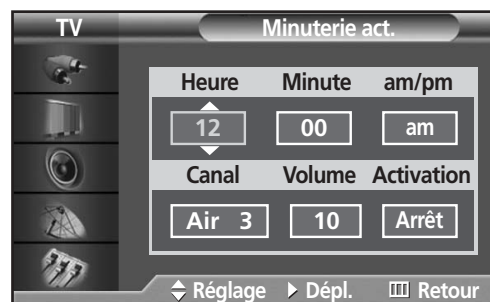 TV Minuterie act.
Heure Minute am/pm
12 00 am
Canal Volume Activation
Air 3 10 Arrêt
Réglage Dépl. Retour